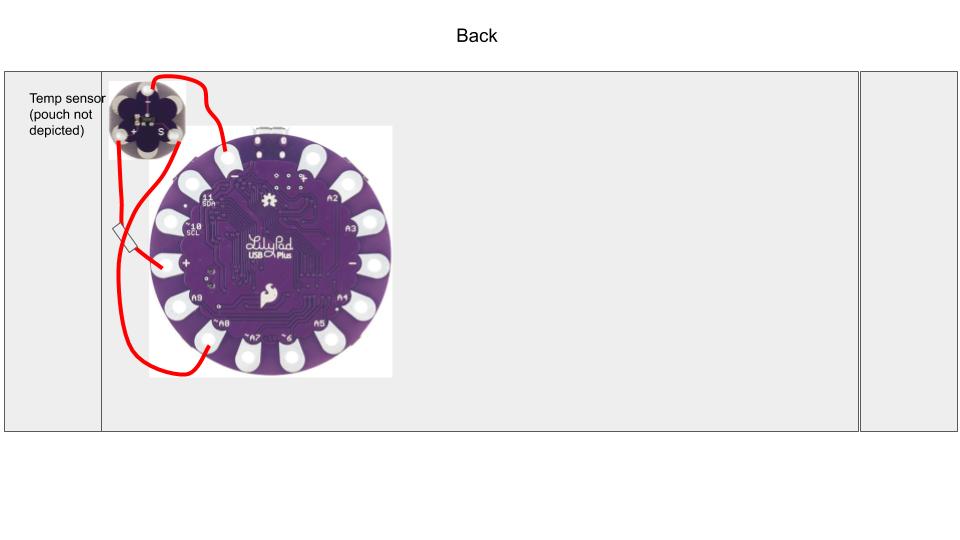 Back
Temp sensor
(pouch not
depicted)
-
+ S
- +
11
SDA
A2
~10
SCL
A3
LilyPad
USB Plus
+
-
A9
A4
~A8
A5
~A7
~6